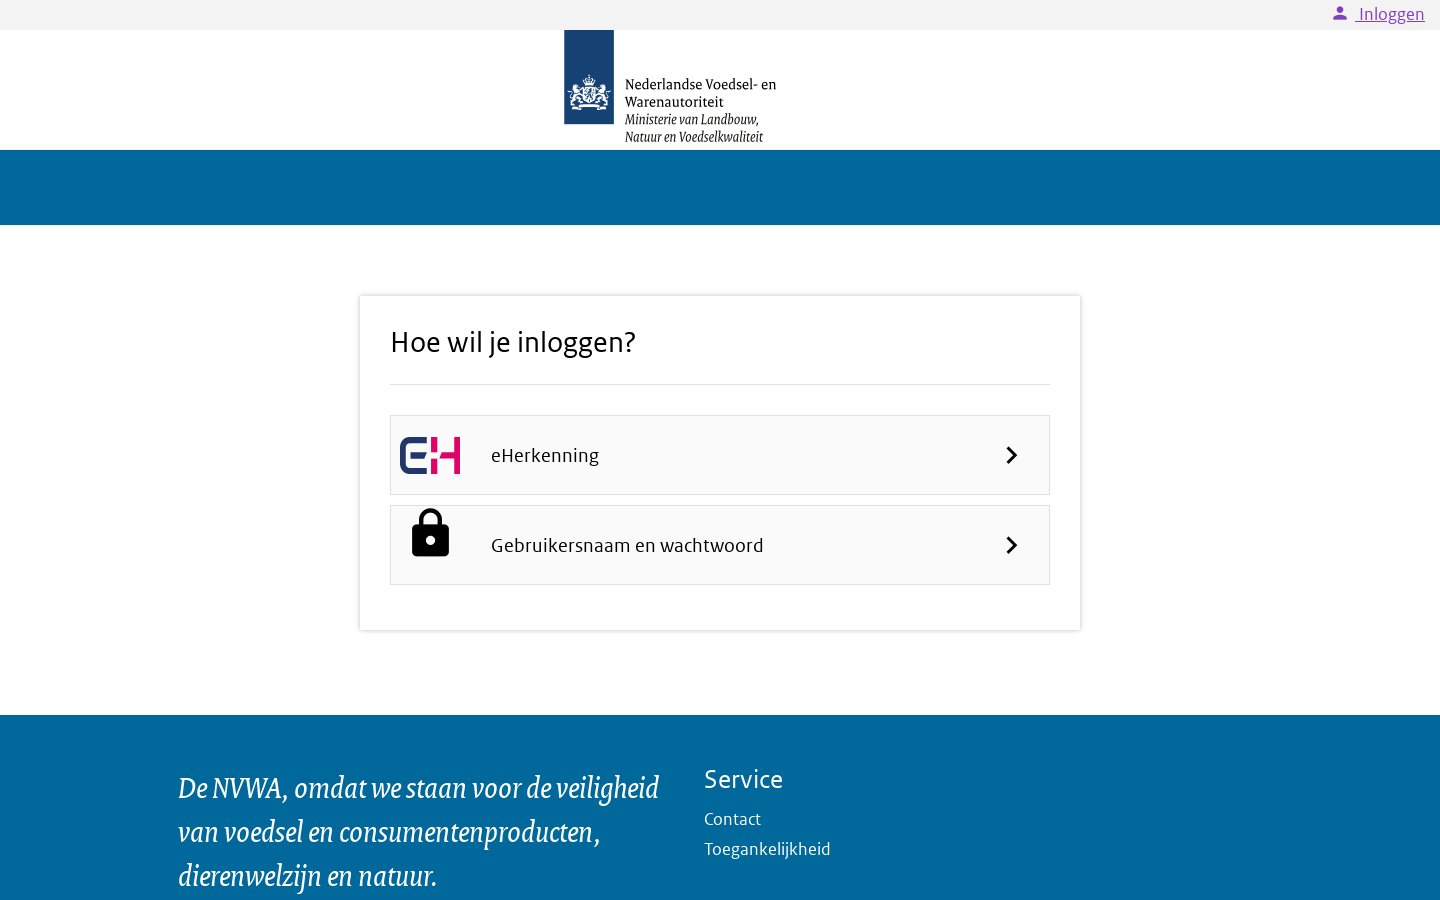 Inloggen
Nederlandse Voedsel- en
Warenautoriteit
Ministerie van Landbouw,
Natuur en Voedselkwaliteit
Hoe wil je inloggen?
EH
eHerkenning
Gebruikersnaam en wachtwoord
De NVWA, omdat we staan voor de veiligheid
van voedsel en consumentenproducten,
dierenwelzijn en natuur.
Service
Contact
Toegankelijkheid